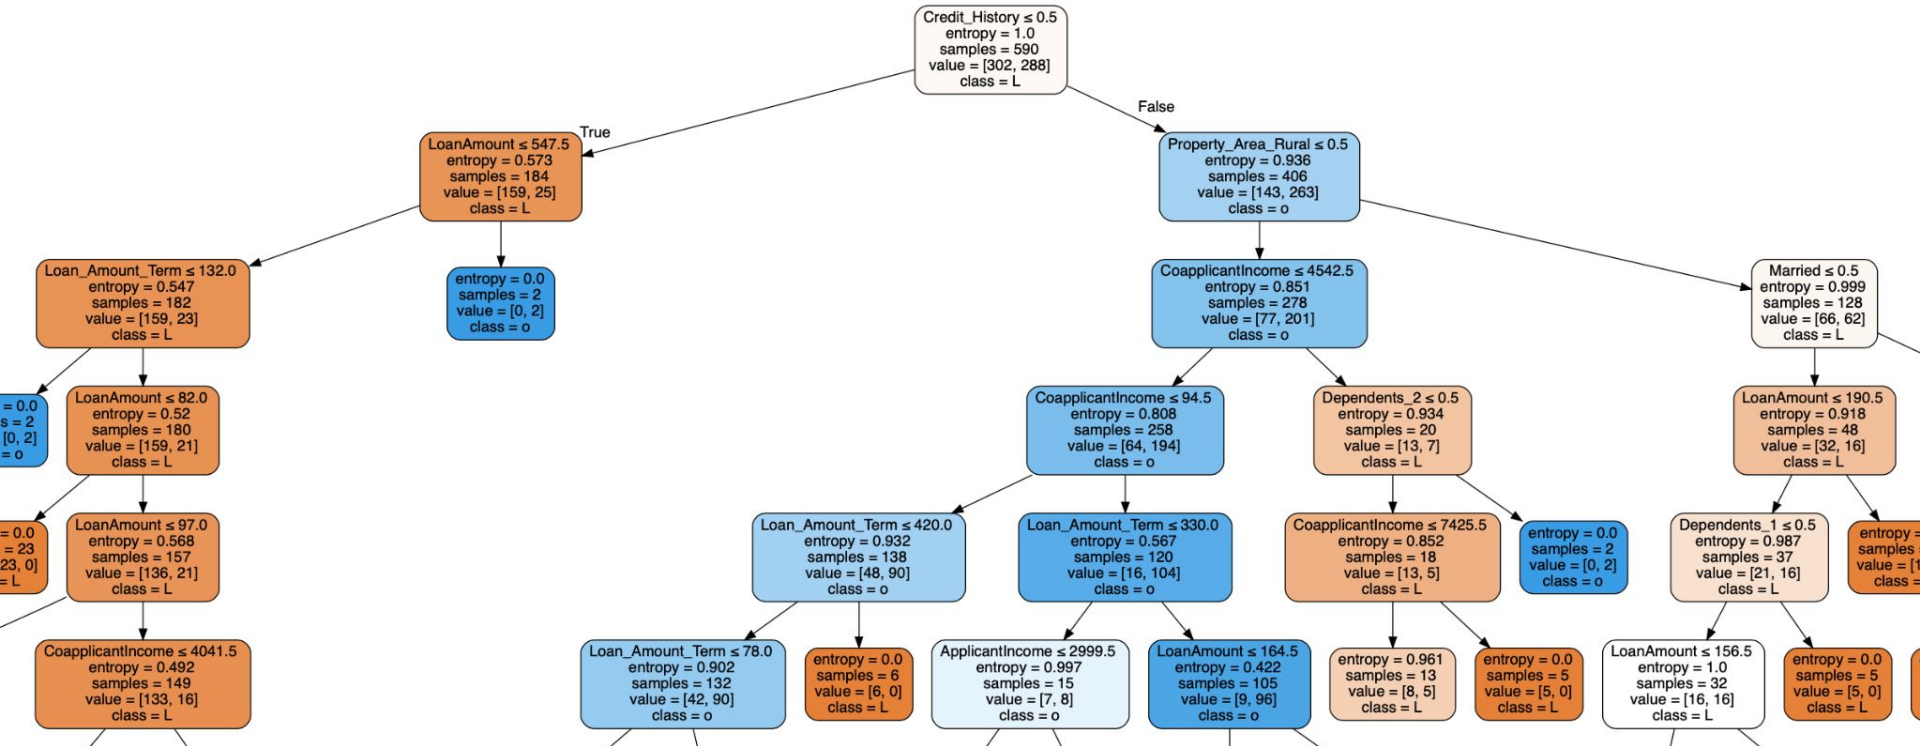 Credit_History ≤ 0.5
entropy = 1.0
samples = 590
value = [302, 288]
class = L
True
False
LoanAmount ≤ 547.5
entropy = 0.573
samples = 184
value = [159, 25]
class = L
Property_Area_Rural ≤ 0.5
entropy = 0.936
samples = 406
value = [143, 263]
class = o
Loan_Amount_Term ≤ 132.0
entropy = 0.547
samples = 182
value = [159, 23]
class = L
entropy = 0.0
samples = 2
value = [0, 2]
class = o
CoapplicantIncome ≤ 4542.5
entropy = 0.851
samples = 278
value = [77, 201]
class = o
Married ≤ 0.5
entropy = 0.999
samples = 128
value = [66, 62]
class = L
= 0.0
s = 2
[0, 2]
= o
LoanAmount ≤ 82.0
entropy = 0.52
samples = 180
value = [159, 21]
class = L
CoapplicantIncome ≤ 94.5
entropy = 0.808
samples = 258
value = [64, 194]
class = o
Dependents_2 ≤ 0.5
entropy = 0.934
samples = 20
value = [13, 7]
class = L
LoanAmount ≤ 190.5
entropy = 0.918
samples = 48
value = [32, 16]
class = L
= 0.0
= 23
23, 0]
= L
LoanAmount ≤ 97.0
entropy = 0.568
samples = 157
value = [136, 21]
class = L
Loan_Amount_Term ≤ 420.0
entropy = 0.932
samples = 138
value = [48, 90]
class = o
Loan_Amount_Term ≤ 330.0
entropy = 0.567
samples = 120
value = [16, 104]
class = o
CoapplicantIncome ≤ 7425.5
entropy = 0.852
samples = 18
value = [13, 5]
class = L
entropy = 0.0
samples = 2
value = [0, 2]
class = o
Dependents_1 ≤ 0.5
entropy = 0.987
samples = 37
value = [21, 16]
class = L
entropy =
samples
value = [1
class =
CoapplicantIncome ≤ 4041.5
entropy = 0.492
samples = 149
value = [133, 16]
class = L
Loan_Amount_Term ≤ 78.0
entropy = 0.902
samples = 132
value = [42, 90]
class = o
entropy = 0.0
samples = 6
value = [6, 0]
class = L
ApplicantIncome ≤ 2999.5
entropy = 0.997
samples = 15
value = [7, 8]
class = o
LoanAmount ≤ 164.5
entropy = 0.422
samples = 105
value = [9, 96]
class = o
entropy = 0.961
samples = 13
value = [8, 5]
class = L
entropy = 0.0
samples = 5
value = [5, 0]
class = L
LoanAmount ≤ 156.5
entropy = 1.0
samples = 32
value = [16, 16]
class = L
entropy = 0.0
samples = 5
value = [5, 0]
class = L